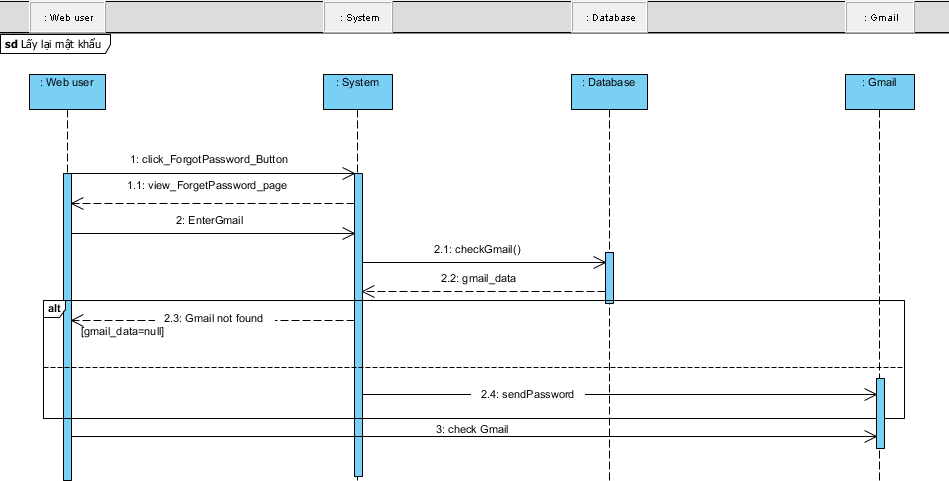 : Web user
: System
: Database
: Gmail
sd Lấy lại mật khẩu
: Web user
: System
: Database
: Gmail
1: click_ForgotPassword_Button
1.1: view_ForgetPassword_page
2: EnterGmail
2.1: checkGmail()
2.2: gmail_data
alt
2.3: Gmail not found
[gmail_data=null]
2.4: sendPassword
3: check Gmail